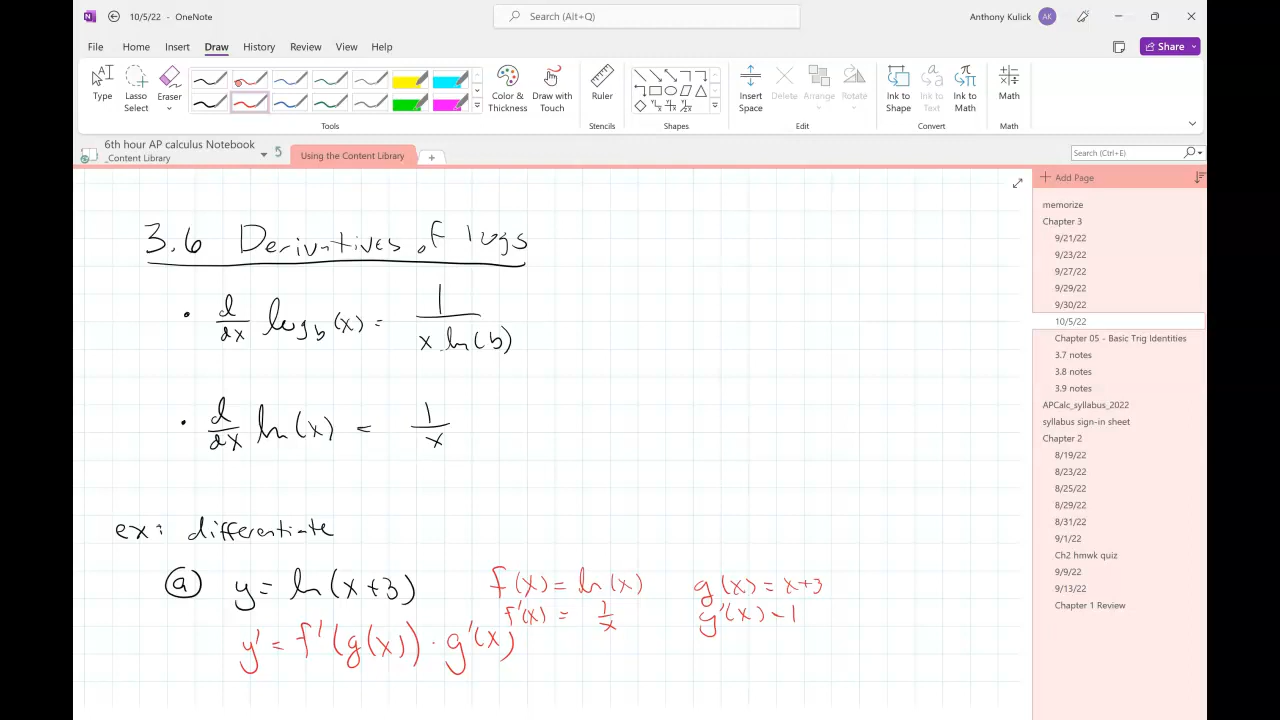 10/5/22 — OneNote
Search (Alt+Q)
Anthony Kulick
AK
File Home Insert Draw History Review View Help
Share
Type
Lasso Select
Eraser
Color & Thickness
Draw with Touch
Ruler
Insert Space
Delete
Arrange
Rotate
Ink to Shape
Ink to Text
Ink to Math
Math
Tools
Stencils
Shapes
Edit
Convert
Math
6th hour AP calculus Notebook
_Content Library
Using the Content Library
+
Search (Ctrl+E)
3.6 Derivatives of logs
• d/dx log_b(x) = 1/(x ln(b))
• d/dx ln(x) = 1/x
ex: differentiate
(a) y = ln(x+3) f(x) = ln(x) g(x) = x+3
f'(x) = 1/x g'(x) = 1
y' = f'(g(x)) · g'(x)
Add Page
memorize
Chapter 3
9/21/22
9/23/22
9/27/22
9/29/22
9/30/22
10/5/22
Chapter 05 - Basic Trig Identities
3.7 notes
3.8 notes
3.9 notes
APCalc_syllabus_2022
syllabus sign-in sheet
Chapter 2
8/19/22
8/23/22
8/25/22
8/29/22
8/31/22
9/1/22
Ch2 hmwk quiz
9/9/22
9/13/22
Chapter 1 Review